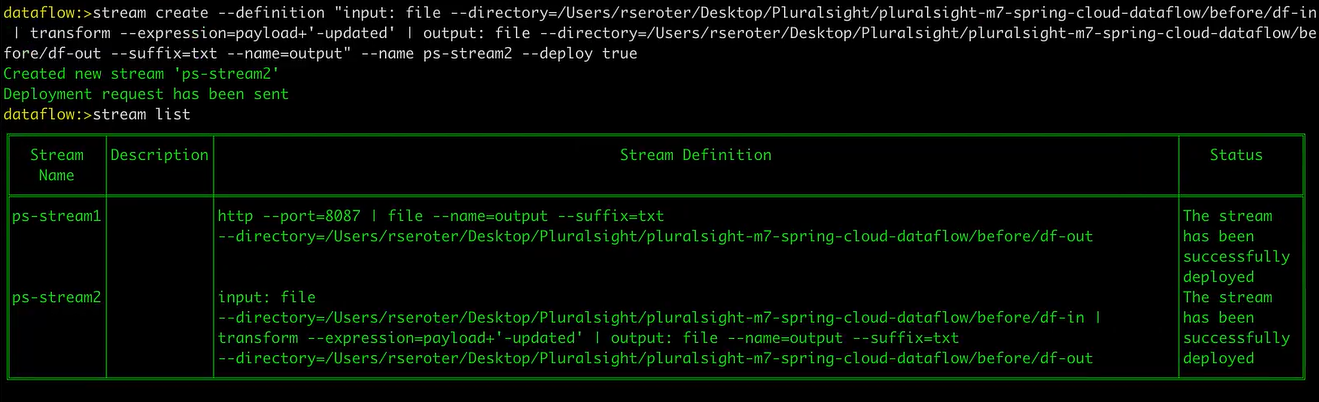 dataflow:>stream create --definition "input: file --directory=/Users/rseroter/Desktop/Pluralsight/pluralsight-m7-spring-cloud-dataflow/before/df-in
| transform --expression=payload+'-updated' | output: file --directory=/Users/rseroter/Desktop/Pluralsight/pluralsight-m7-spring-cloud-dataflow/be
fore/df-out --suffix=txt --name=output" --name ps-stream2 --deploy true
Created new stream 'ps-stream2'
Deployment request has been sent
dataflow:>stream list
Stream Description Stream Definition Status
Name
ps-stream1 http --port=8087 | file --name=output --suffix=txt The stream
--directory=/Users/rseroter/Desktop/Pluralsight/pluralsight-m7-spring-cloud-dataflow/before/df-out has been
successfully
deployed
ps-stream2 input: file The stream
--directory=/Users/rseroter/Desktop/Pluralsight/pluralsight-m7-spring-cloud-dataflow/before/df-in | has been
transform --expression=payload+'-updated' | output: file --name=output --suffix=txt successfully
--directory=/Users/rseroter/Desktop/Pluralsight/pluralsight-m7-spring-cloud-dataflow/before/df-out deployed